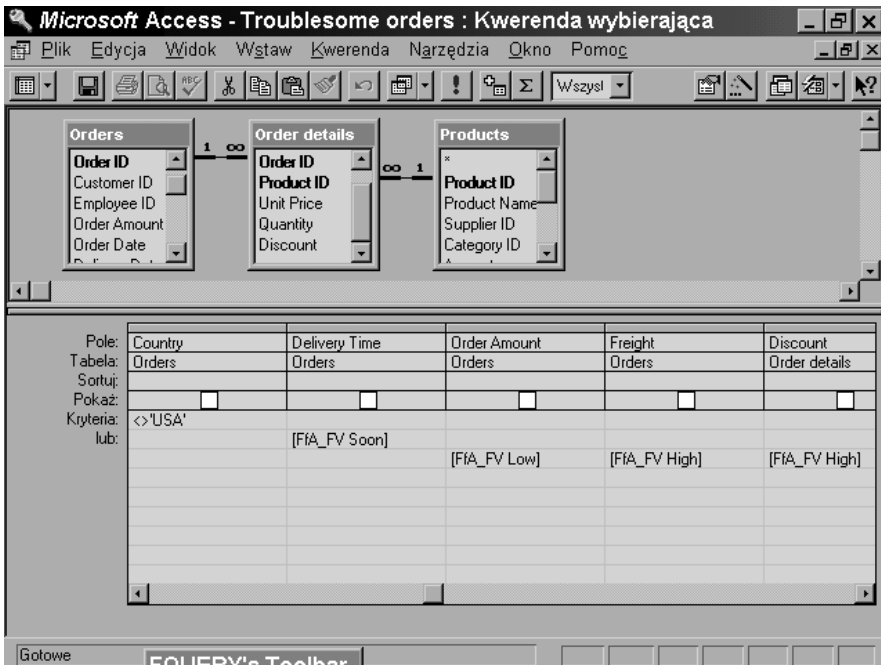 Microsoft Access - Troublesome orders : Kwerenda wybierająca
Plik Edycja Widok Wstaw Kwerenda Narzędzia Okno Pomoc
Wszysł
Orders Order details Products
1 ∞ ∞ 1
Order ID Order ID *
Customer ID Product ID Product ID
Employee ID Unit Price Product Name
Order Amount Quantity Supplier ID
Order Date Discount Category ID
Pole: Country Delivery Time Order Amount Freight Discount
Tabela: Orders Orders Orders Orders Order details
Sortuj:
Pokaż:
Kryteria: <>'USA'
lub: [FfA_FV Soon]
[FfA_FV Low] [FfA_FV High] [FfA_FV High]
Gotowe
FQUERY's Toolbar